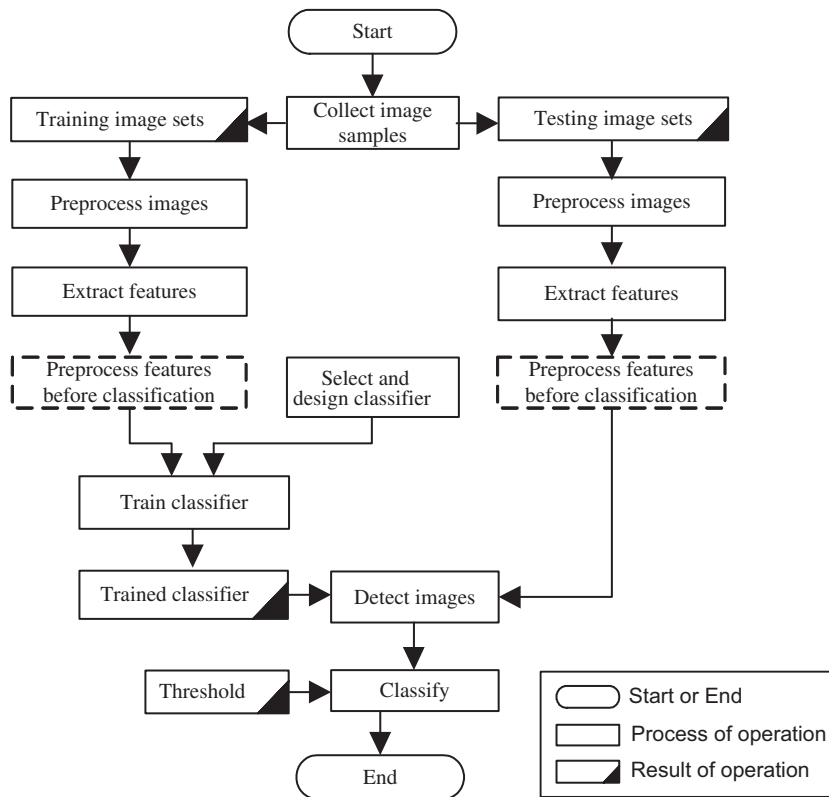 Start
Training image sets
Collect image
samples
Testing image sets
Preprocess images
Preprocess images
Extract features
Extract features
Preprocess features
before classification
Select and
design classifier
Preprocess features
before classification
Train classifier
Trained classifier
Detect images
Threshold
Classify
End
Start or End
Process of operation
Result of operation